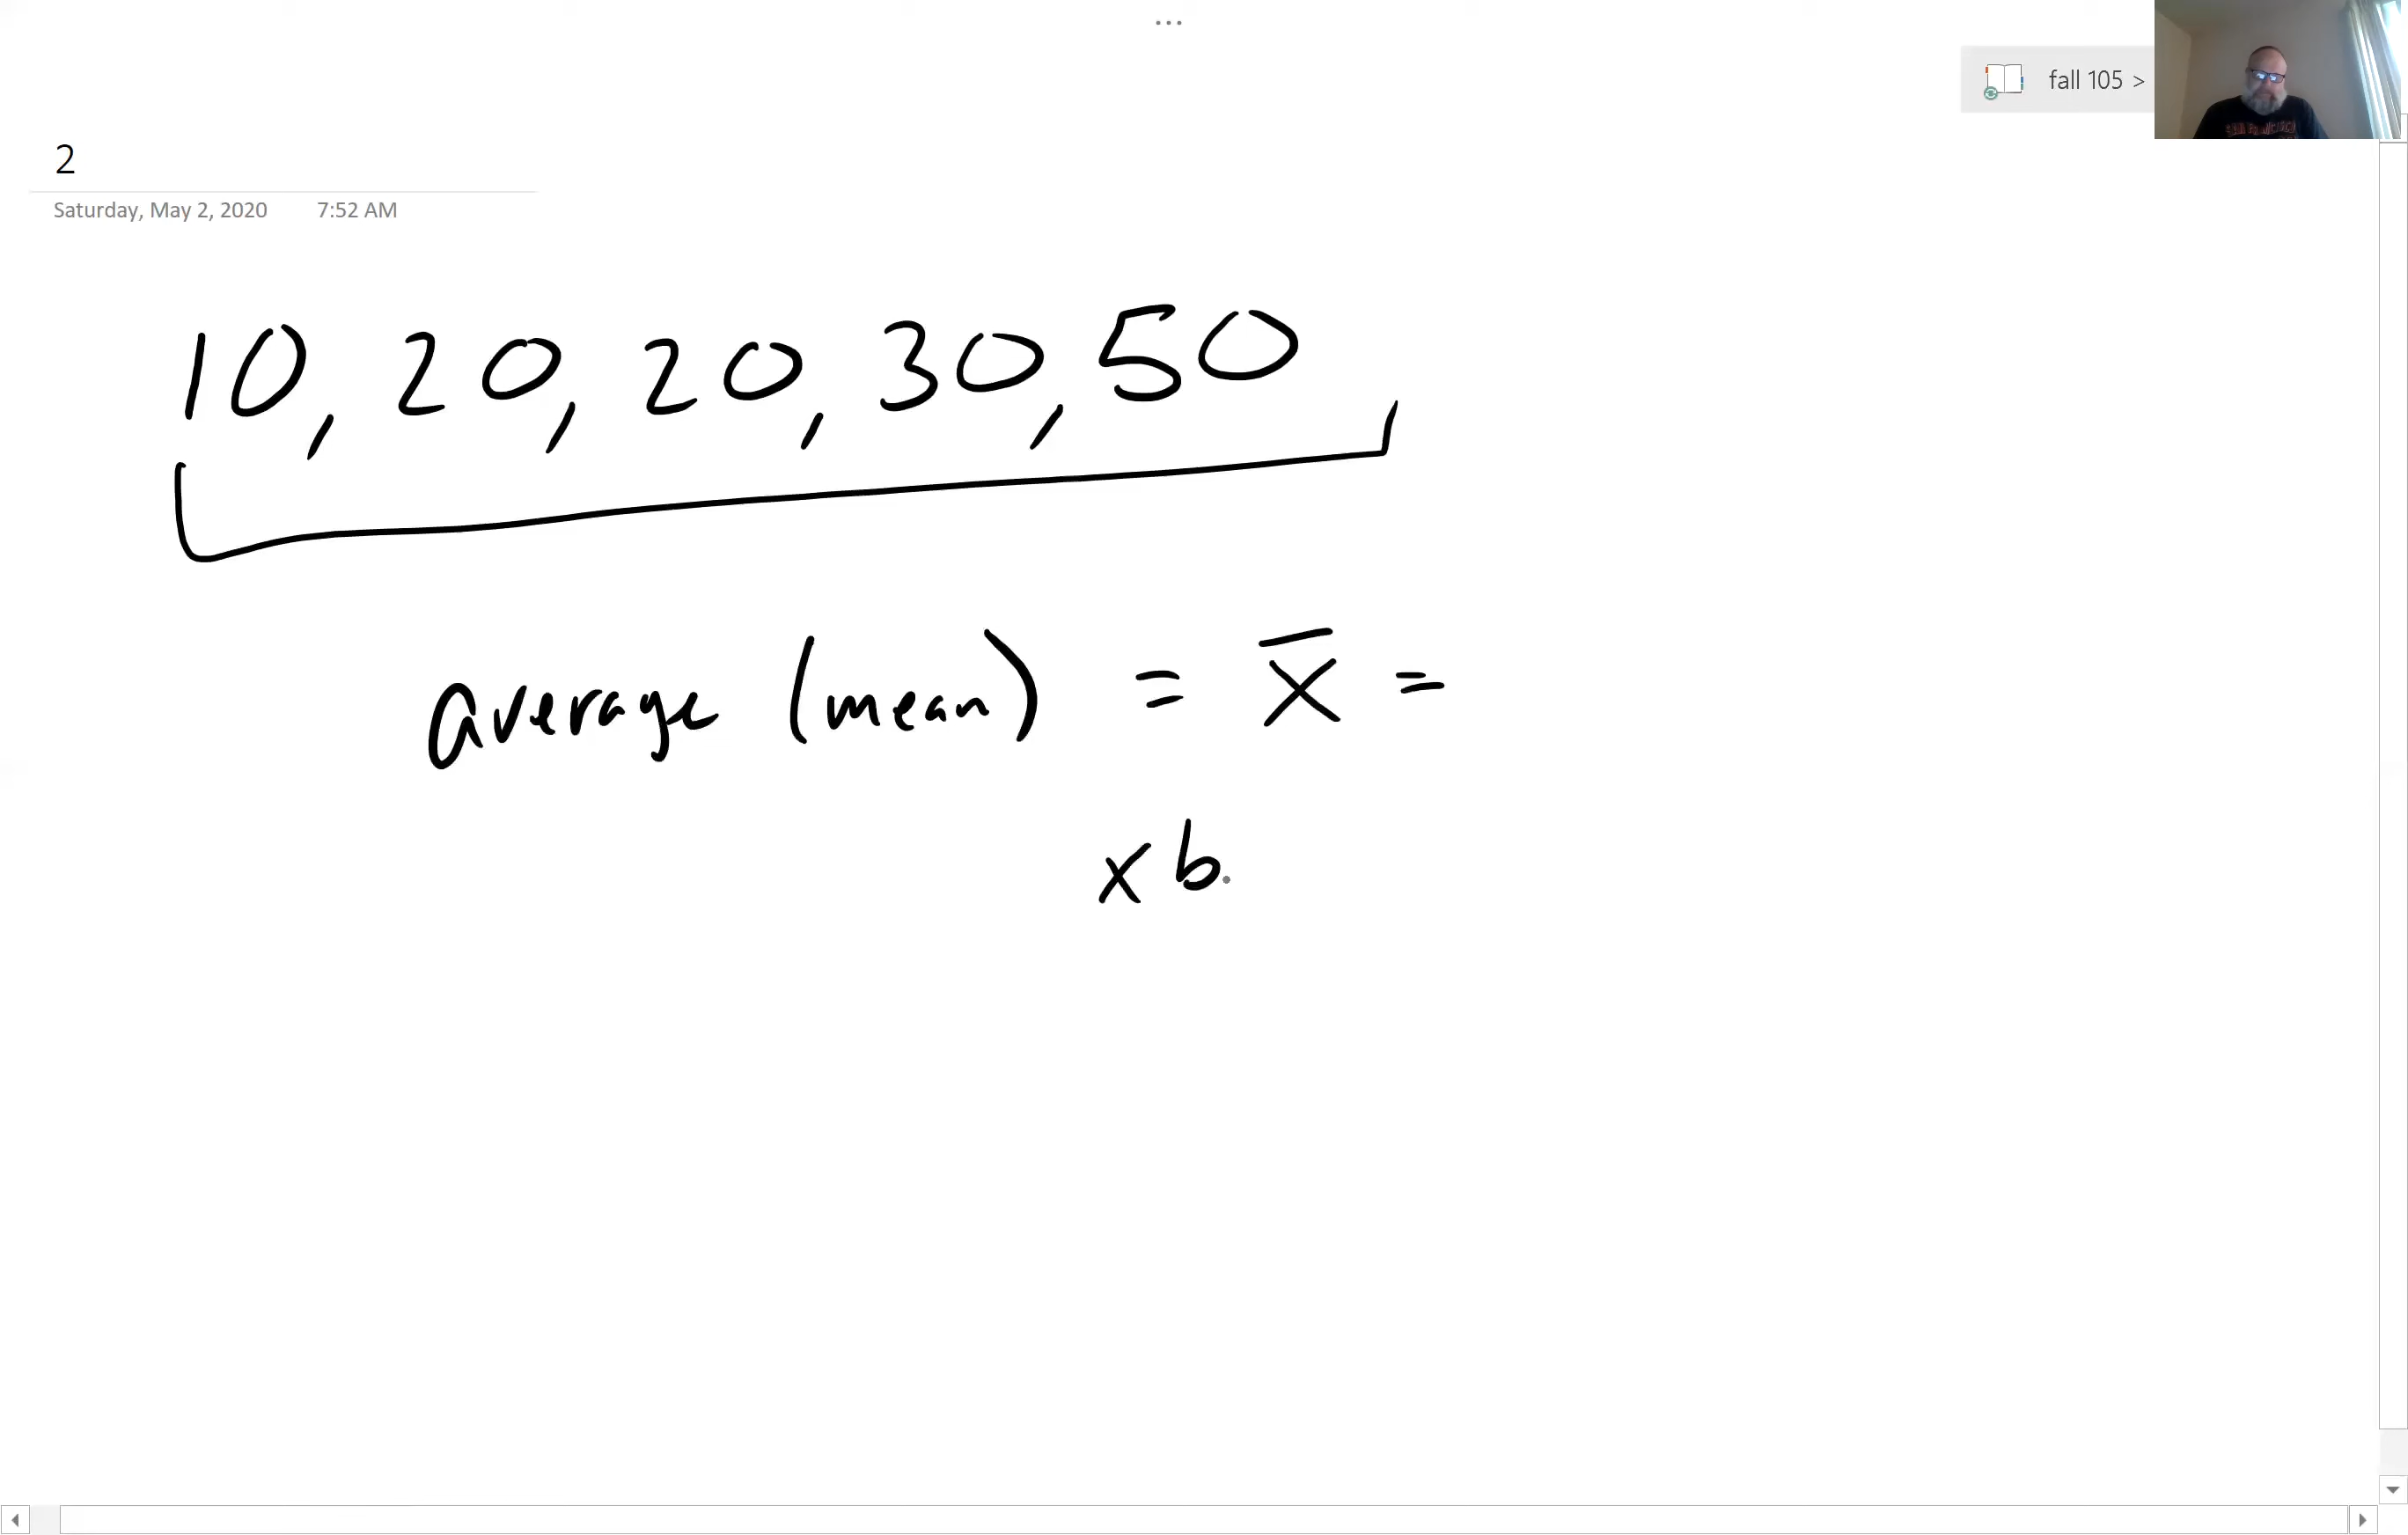 ...
fall 105 >
2
Saturday, May 2, 2020 7:52 AM
10, 20, 20, 30, 50
average (mean) = x̅ =
xb